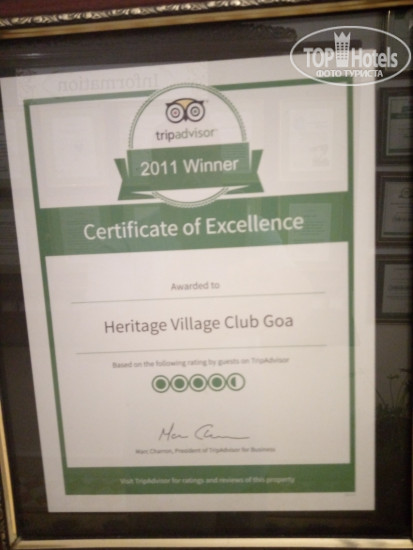 TOP Hotels
ФОТО ТУРИСТА
Information
tripadvisor
2011 Winner
Certificate of Excellence
Awarded to
Heritage Village Club Goa
Based on the following rating by guests on TripAdvisor
Marc Charron, President of TripAdvisor for Business
Visit TripAdvisor for ratings and reviews of this property